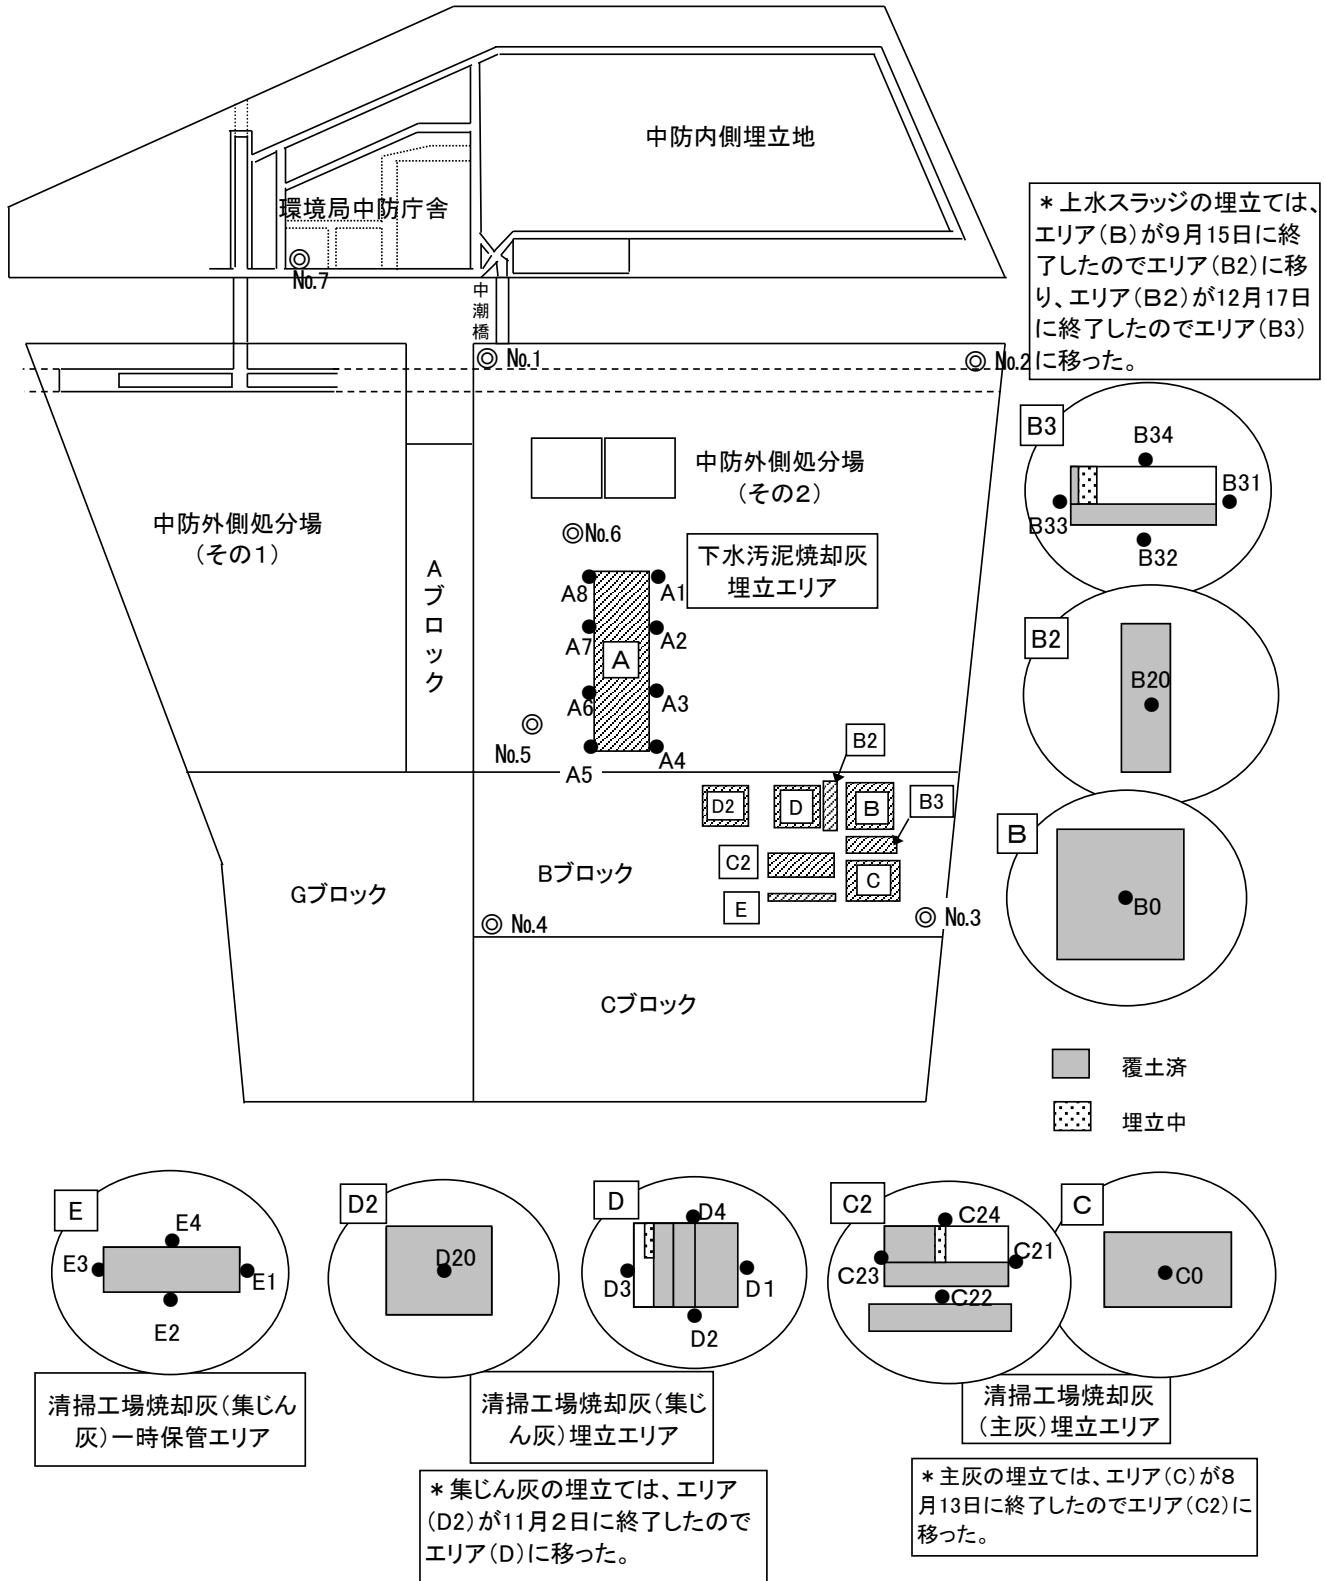 中防内側埋立地
環境局中防庁舎
No.7
中潮橋
＊上水スラッジの埋立ては、
エリア(B)が9月15日に終
了したのでエリア(B2)に移
り、エリア(B2)が12月17日
に終了したのでエリア(B3)
に移った。
No.1
No.2
中防外側処分場
(その1)
Aブロック
中防外側処分場
(その2)
No.6
下水汚泥焼却灰
埋立エリア
A8
A1
A7
A2
A
A6
A3
A5
A4
No.5
B3
B34
B31
B33
B32
B2
B20
B
B0
B2
D2
D
B
B3
C2
C
E
Gブロック
Bブロック
No.4
No.3
Cブロック
覆土済
埋立中
E
E4
E3
E1
E2
D2
D20
D
D4
D3
D1
D2
C2
C24
C21
C23
C22
C
C0
清掃工場焼却灰(集じん
灰)一時保管エリア
清掃工場焼却灰(集じ
ん灰)埋立エリア
清掃工場焼却灰
(主灰)埋立エリア
＊集じん灰の埋立ては、エリア
(D2)が11月2日に終了したので
エリア(D)に移った。
＊主灰の埋立ては、エリア(C)が8
月13日に終了したのでエリア(C2)に
移った。